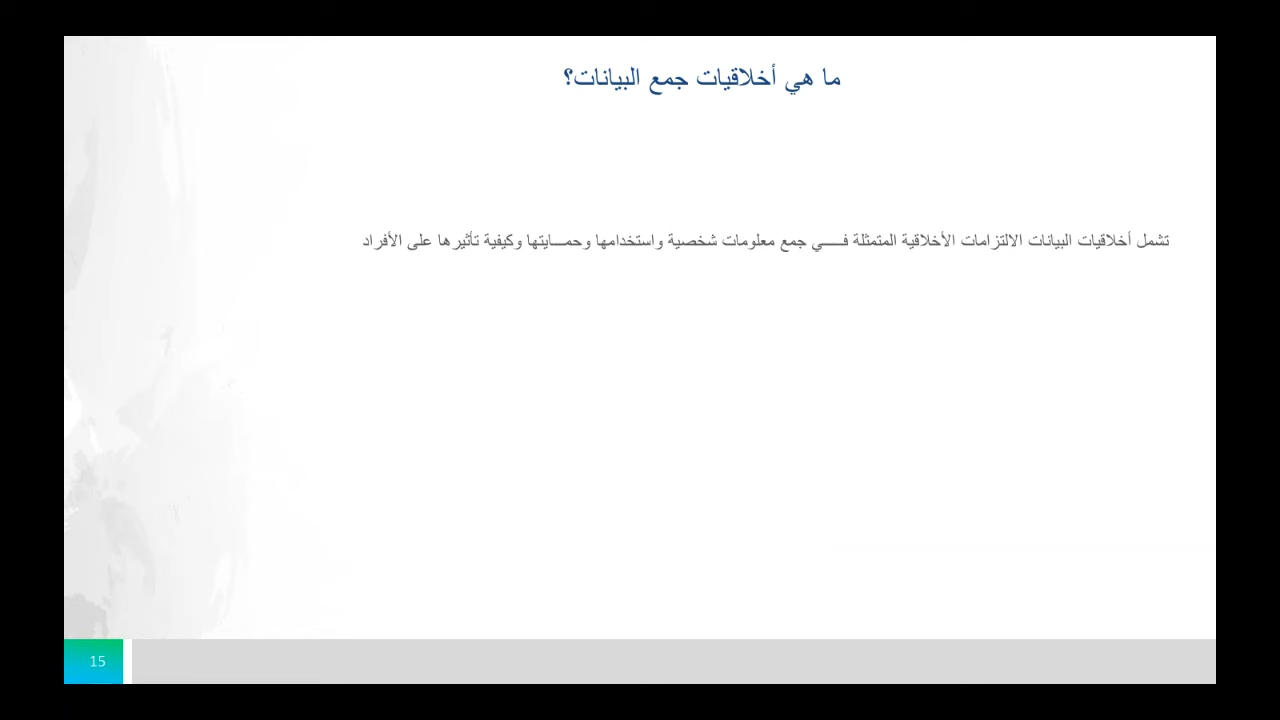 ما هي أخلاقيات جمع البيانات؟
تشمل أخلاقيات البيانات الالتزامات الأخلاقية المتمثلة فـــــي جمع معلومات شخصية واستخدامها وحمـــايتها وكيفية تأثيرها على الأفراد
15